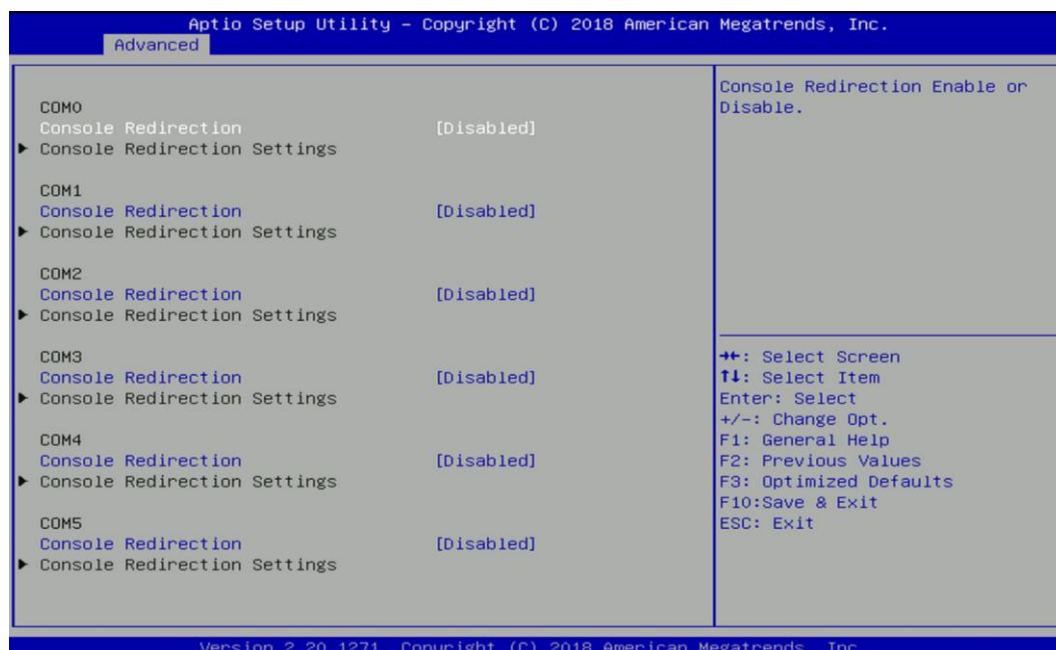 Aptio Setup Utility – Copyright (C) 2018 American Megatrends, Inc.
Advanced
COM0
Console Redirection [Disabled]
▶ Console Redirection Settings
COM1
Console Redirection [Disabled]
▶ Console Redirection Settings
COM2
Console Redirection [Disabled]
▶ Console Redirection Settings
COM3
Console Redirection [Disabled]
▶ Console Redirection Settings
COM4
Console Redirection [Disabled]
▶ Console Redirection Settings
COM5
Console Redirection [Disabled]
▶ Console Redirection Settings
Console Redirection Enable or
Disable.
→←: Select Screen
↑↓: Select Item
Enter: Select
+/-: Change Opt.
F1: General Help
F2: Previous Values
F3: Optimized Defaults
F10:Save & Exit
ESC: Exit
Version 2.20.1271. Copyright (C) 2018 American Megatrends, Inc.